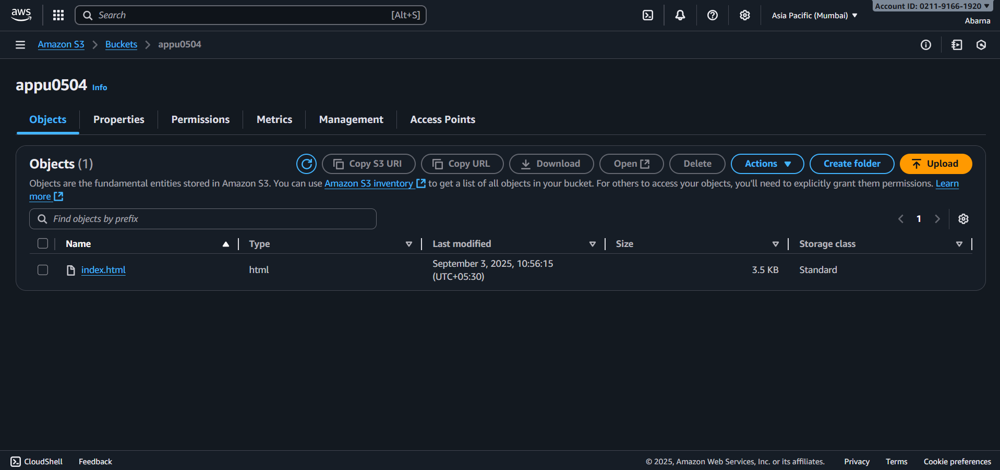 aws
Search [Alt+S]
Asia Pacific (Mumbai)
Account ID: 0211-9166-1920
Abarna
Amazon S3 Buckets appu0504
appu0504 Info
Objects Properties Permissions Metrics Management Access Points
Objects (1) Copy S3 URI Copy URL Download Open Delete Actions Create folder Upload
Objects are the fundamental entities stored in Amazon S3. You can use Amazon S3 inventory to get a list of all objects in your bucket. For others to access your objects, you'll need to explicitly grant them permissions. Learn
more
Find objects by prefix
1
Name Type Last modified Size Storage class
index.html html September 3, 2025, 10:56:15 3.5 KB Standard
(UTC+05:30)
CloudShell Feedback © 2025, Amazon Web Services, Inc. or its affiliates. Privacy Terms Cookie preferences